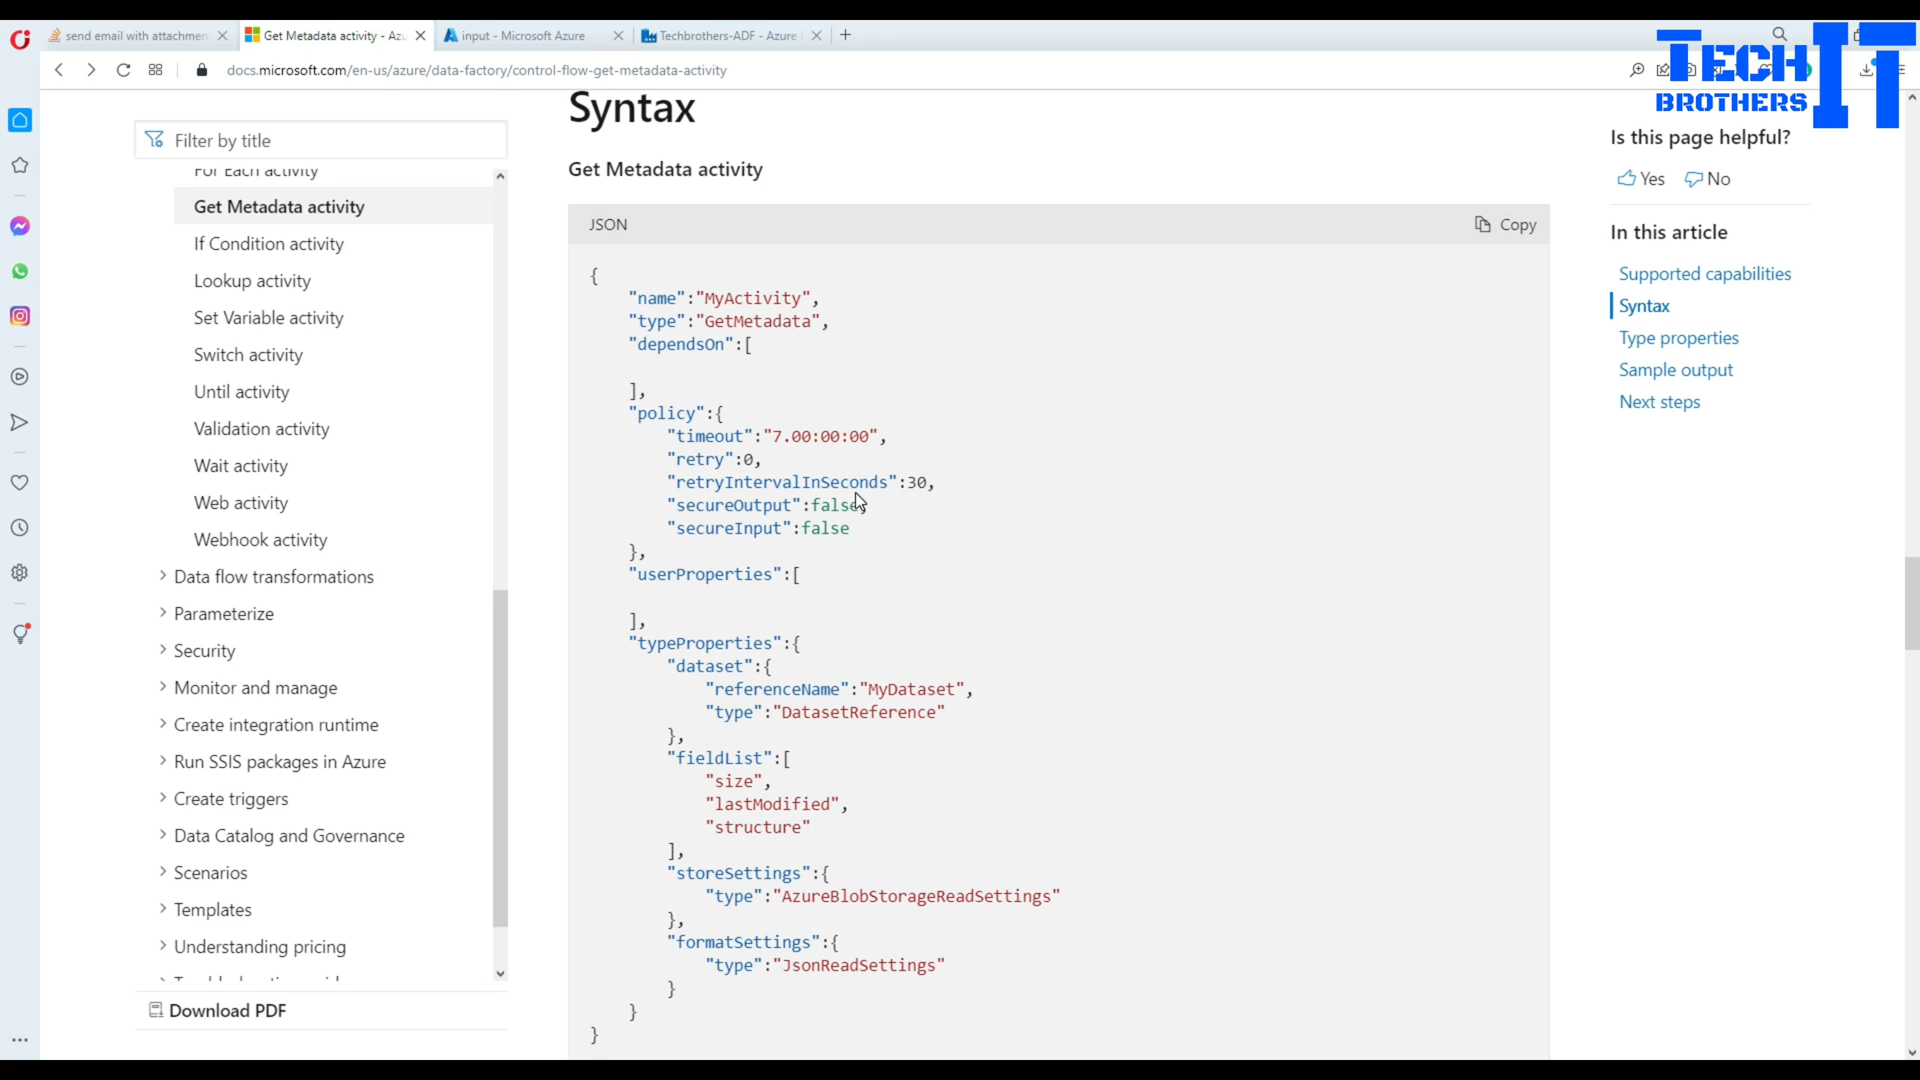 send email with attachmen
Get Metadata activity - Azu
input - Microsoft Azure
Techbrothers-ADF - Azure
docs.microsoft.com/en-us/azure/data-factory/control-flow-get-metadata-activity
TECH IT
BROTHERS
Filter by title
For Each activity
Get Metadata activity
If Condition activity
Lookup activity
Set Variable activity
Switch activity
Until activity
Validation activity
Wait activity
Web activity
Webhook activity
Data flow transformations
Parameterize
Security
Monitor and manage
Create integration runtime
Run SSIS packages in Azure
Create triggers
Data Catalog and Governance
Scenarios
Templates
Understanding pricing
Download PDF
Syntax
Get Metadata activity
JSON
Copy
{
"name":"MyActivity",
"type":"GetMetadata",
"dependsOn":[
],
"policy":{
"timeout":"7.00:00:00",
"retry":0,
"retryIntervalInSeconds":30,
"secureOutput":false,
"secureInput":false
},
"userProperties":[
],
"typeProperties":{
"dataset":{
"referenceName":"MyDataset",
"type":"DatasetReference"
},
"fieldList":[
"size",
"lastModified",
"structure"
],
"storeSettings":{
"type":"AzureBlobStorageReadSettings"
},
"formatSettings":{
"type":"JsonReadSettings"
}
}
}
Is this page helpful?
Yes
No
In this article
Supported capabilities
Syntax
Type properties
Sample output
Next steps